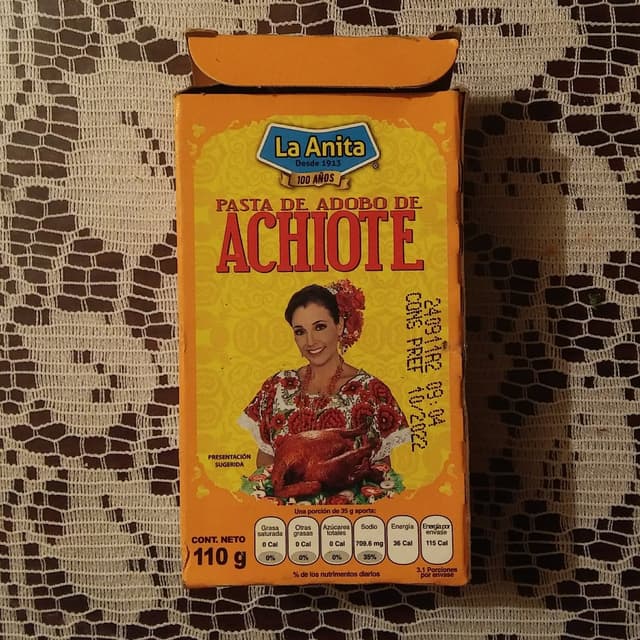 La Anita
Desde 1913
®
100 AÑOS
PASTA DE ADOBO DE
ACHIOTE
240911R2 09:04
CONS PREF 10/2022
PRESENTACIÓN
SUGERIDA
Una porción de 35 g aporta:
CONT. NETO
110 g
Grasa
saturada
0 Cal
0%
Otras
grasas
0 Cal
0%
Azúcares
totales
0 Cal
0%
Sodio
709.6 mg
35%
Energía
36 Cal
Energía por
envase
115 Cal
% de los nutrimentos diarios
3.1 Porciones
por envase